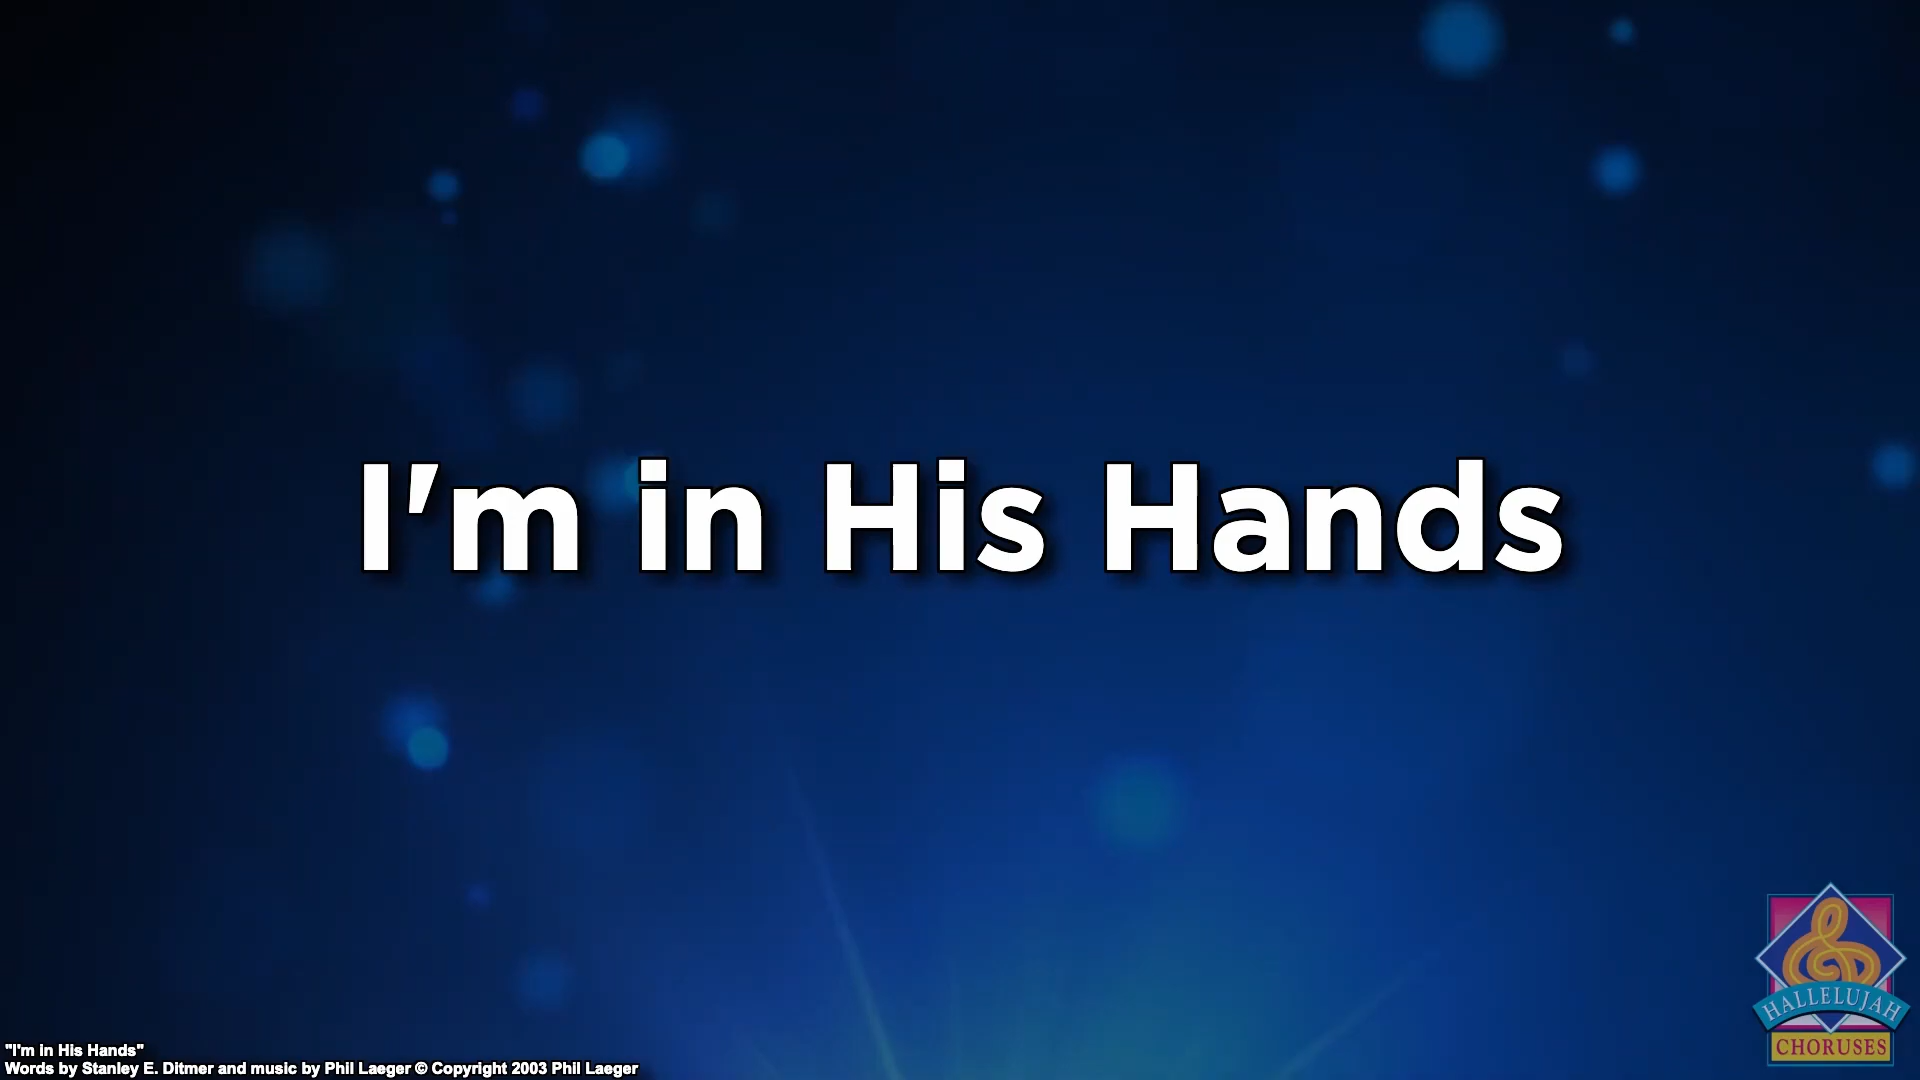 I'm in His Hands
"I'm in His Hands"
Words by Stanley E. Ditmer and music by Phil Laeger © Copyright 2003 Phil Laeger
HALLELUJAH
CHORUSES